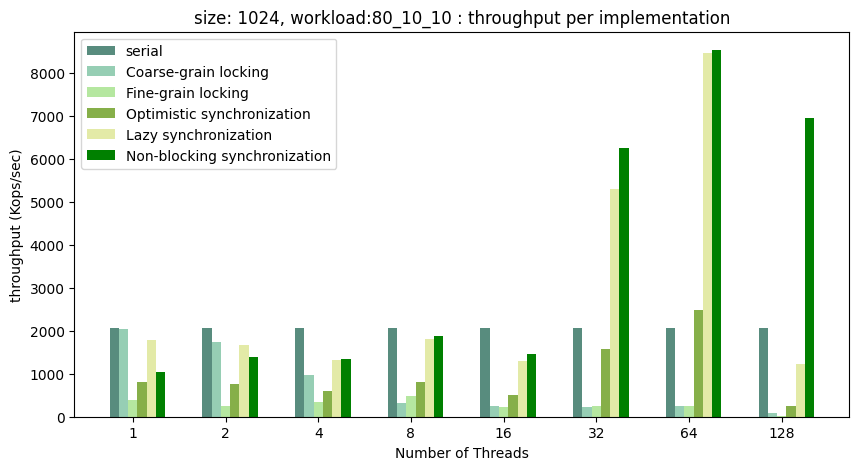 size: 1024, workload:80_10_10 : throughput per implementation
serial
Coarse-grain locking
Fine-grain locking
Optimistic synchronization
Lazy synchronization
Non-blocking synchronization
throughput (Kops/sec)
8000
7000
6000
5000
4000
3000
2000
1000
0
1 2 4 8 16 32 64 128
Number of Threads